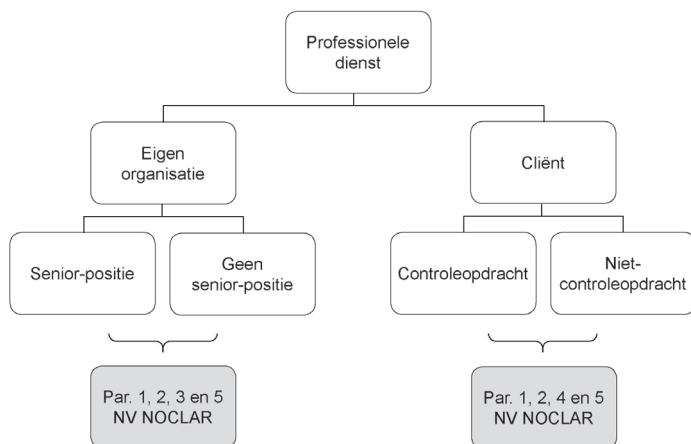 Professionele
dienst
Eigen
organisatie
Cliënt
Senior-positie
Geen
senior-positie
Controleopdracht
Niet-
controleopdracht
Par. 1, 2, 3 en 5
NV NOCLAR
Par. 1, 2, 4 en 5
NV NOCLAR